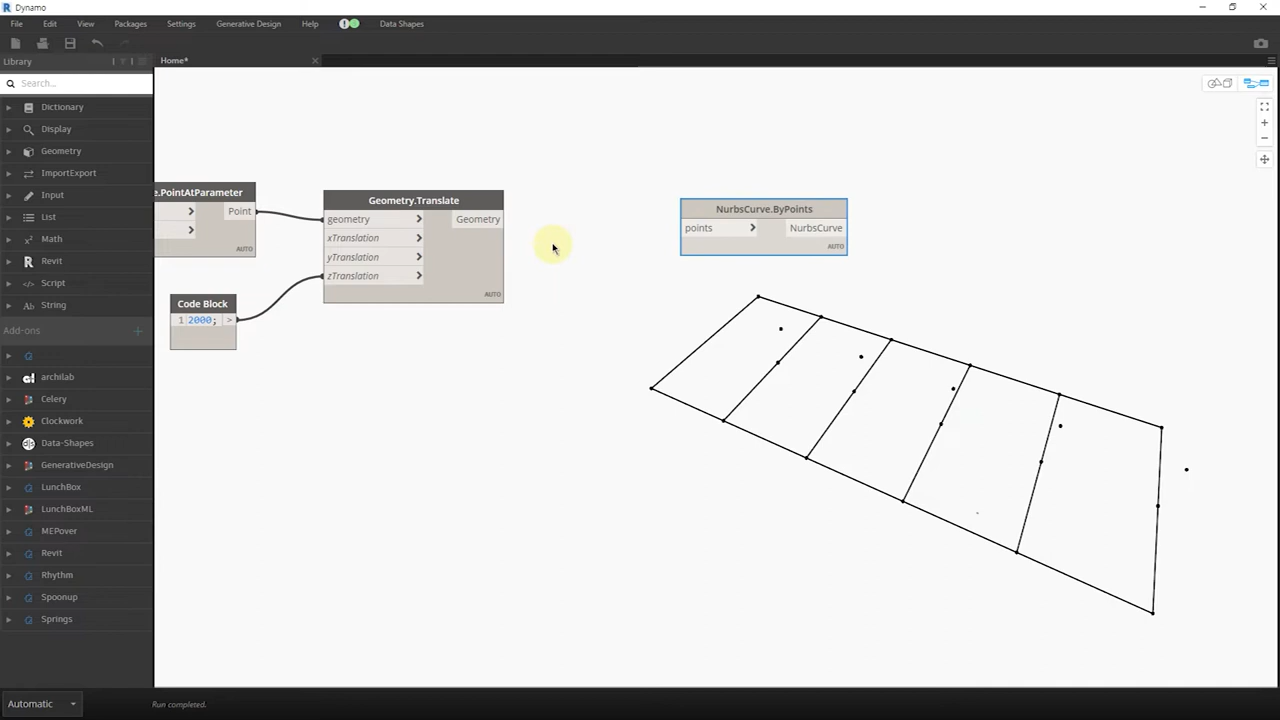 Dynamo
File Edit View Packages Settings Generative Design Help Data Shapes
Library
Home*
Search...
Dictionary
Display
Geometry
ImportExport
Input
List
Math
Revit
Script
String
Add-ons
archilab
Celery
Clockwork
Data-Shapes
GenerativeDesign
LunchBox
LunchBoxML
MEPover
Revit
Rhythm
Spoonup
Springs
e.PointAtParameter
Point
AUTO
Code Block
1 2000; >
Geometry.Translate
geometry > Geometry
xTranslation >
yTranslation >
zTranslation >
AUTO
NurbsCurve.ByPoints
points > NurbsCurve
AUTO
Automatic
Run completed.